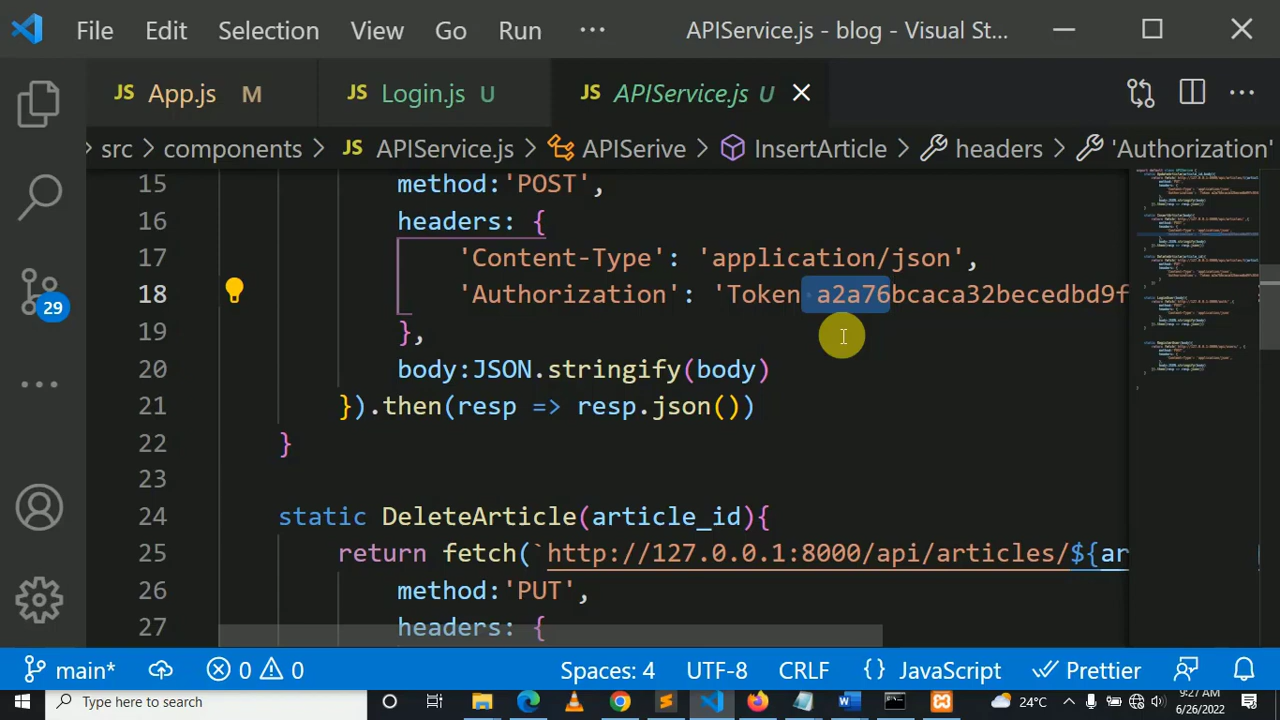 File Edit Selection View Go Run ··· APIService.js - blog - Visual St...
JS App.js M JS Login.js U JS APIService.js U
src > components > JS APIService.js > APISerive > InsertArticle > headers > 'Authorization'
15 method:'POST',
16 headers: {
17 'Content-Type': 'application/json',
18 'Authorization': 'Token a2a76bcaca32becedbd9f
19 },
20 body:JSON.stringify(body)
21 }).then(resp => resp.json())
22 }
23
24 static DeleteArticle(article_id){
25 return fetch(`http://127.0.0.1:8000/api/articles/${ar
26 method:'PUT',
27 headers: {
29
main* 0 0 Spaces: 4 UTF-8 CRLF {} JavaScript Prettier
Type here to search 24°C 9:27 AM
6/26/2022